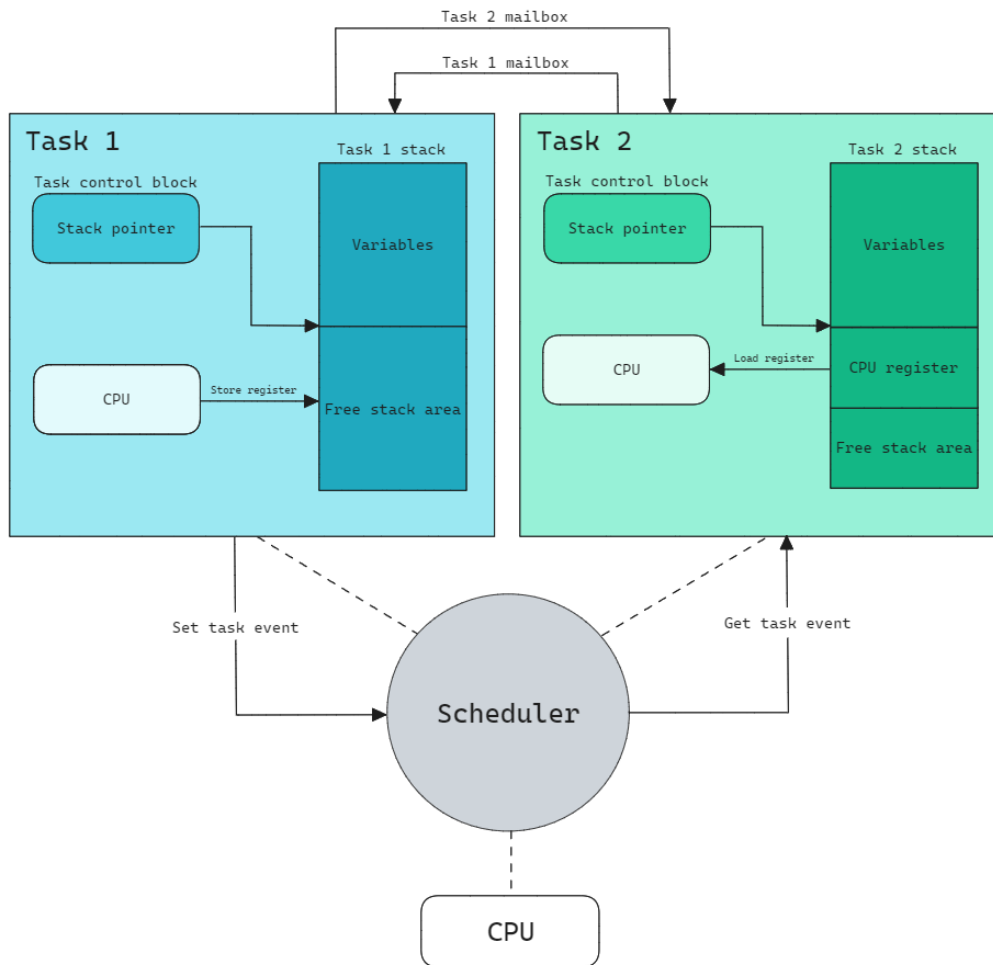 Task 2 mailbox
Task 1 mailbox
Task 1
Task 1 stack
Task control block
Stack pointer
Variables
CPU
Store register
Free stack area
Task 2
Task 2 stack
Task control block
Stack pointer
Variables
CPU
Load register
CPU register
Free stack area
Set task event
Get task event
Scheduler
CPU